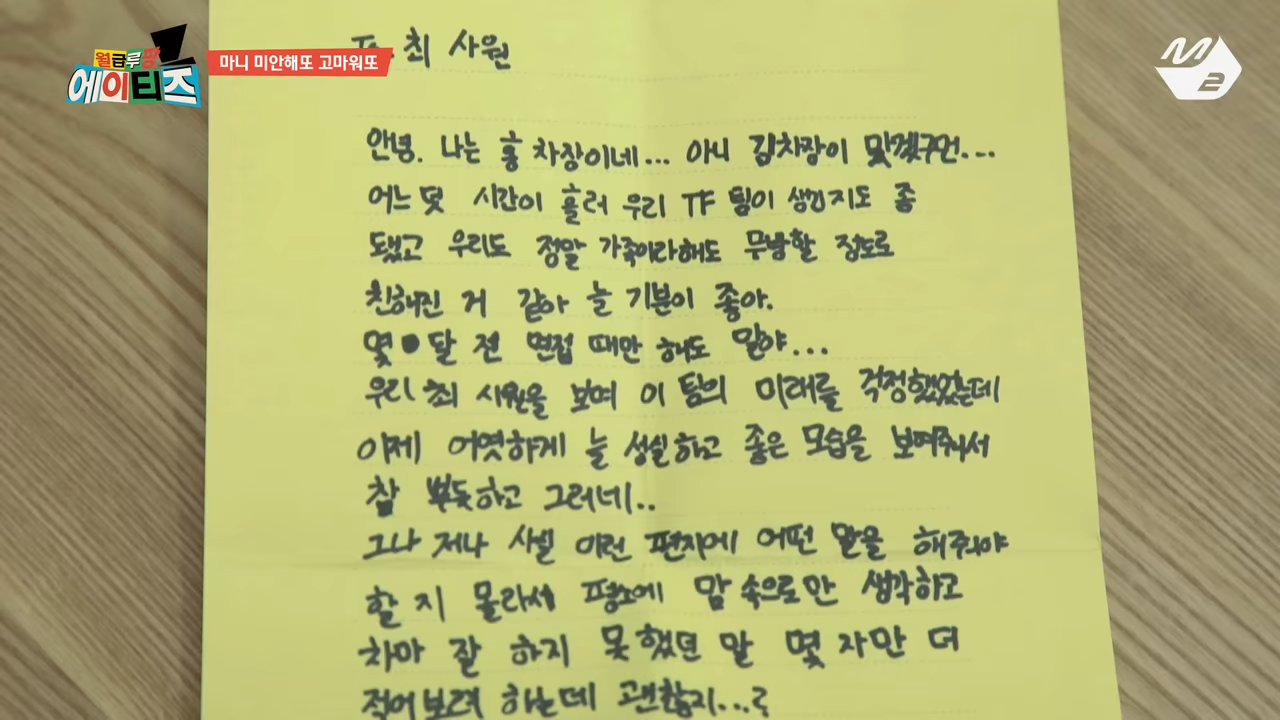 월급루팡
에이티즈
마니 미안해또 고마워또
M2
To. 최 사원
안녕. 나는 홍 차장이네... 아니 김차장이 맞겠구먼...
어느 덧 시간이 흘러 우리 TF 팀이 생긴지도 좀
됐고 우리도 정말 가족이라해도 무방할 정도로
친해진 거 같아 늘 기분이 좋아.
몇 달 전 면접 때만 해도 말야...
우리 최 사원을 보며 이 팀의 미래를 걱정했었는데
이제 어엿하게 늘 성실하고 좋은 모습을 보여줘서
참 뿌듯하고 그러네..
그나 저나 사실 이런 편지에 어떤 말을 해줘야
할 지 몰라서 평소에 맘 속으로만 생각하고
차마 잘 하지 못했던 말 몇 자만 더
적어보려 하는데 괜찮지...?